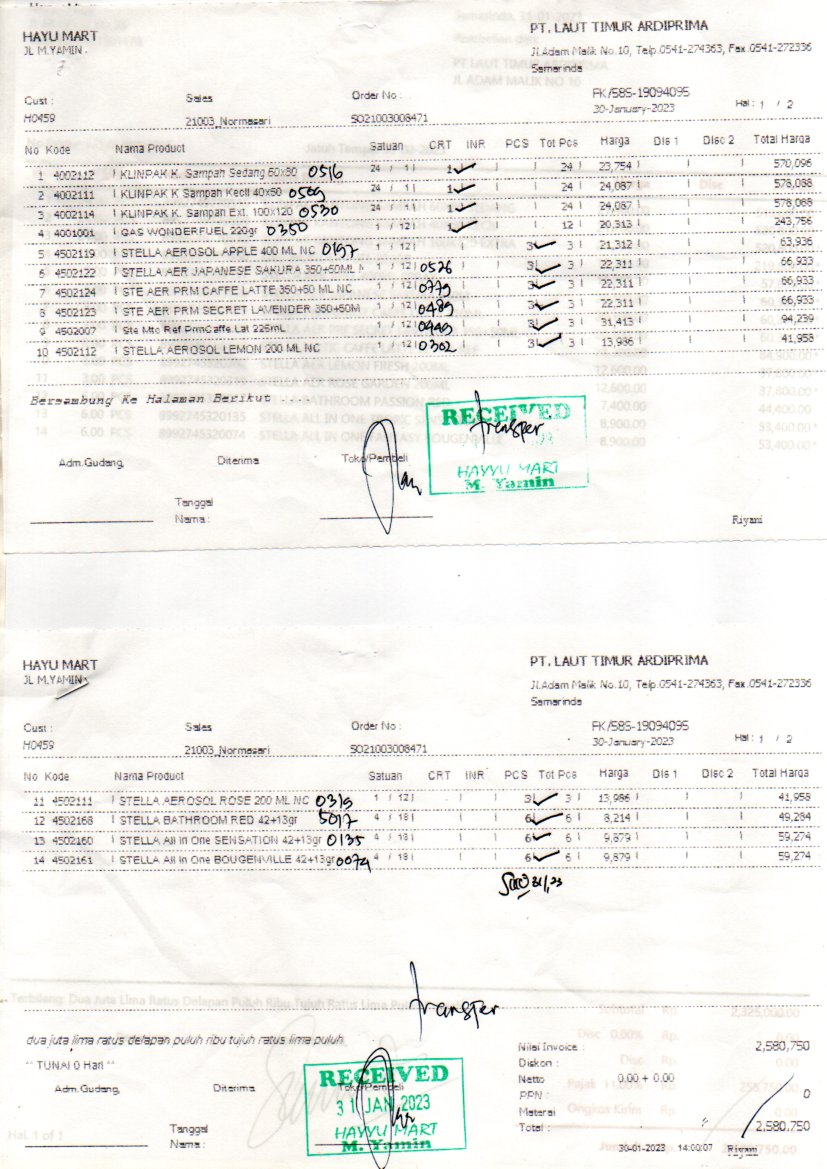 HAYU MART
JL M.YAMIN
PT. LAUT TIMUR ARDIPRIMA
Jl.Adam Malik No.10, Telp.0541-274363, Fax.0541-272336
Samarinda
Cust : Sales Order No : FK/58S-19094095 Hal : 1 / 2
H0459 21003_Normasari SO21003008471 30-January-2023
No Kode Nama Product Satuan CRT INR PCS Tot Pcs Harga Dis 1 Disc 2 Total Harga
1 4002112 KLINPAK K. Sampah Sedang 60x80 0516 24 / 1 1 24 23,754 570,096
2 4002111 KLINPAK K. Sampah Kecil 40x60 0509 24 / 1 1 24 24,087 578,088
3 4002114 KLINPAK K. Sampah Ext. 100x120 0530 24 / 1 1 24 24,087 578,088
4 4001001 GAS WONDERFUEL 220gr 0350 1 / 12 1 12 20,313 243,756
5 4502119 STELLA AEROSOL APPLE 400 ML NC 0197 1 / 12 3 3 21,312 63,936
6 4502122 STELLA AER JAPANESE SAKURA 350+50ML N 1 / 12 0526 3 3 22,311 66,933
7 4502124 STE AER PRM CAFFE LATTE 350+50 ML NC 1 / 12 0779 3 3 22,311 66,933
8 4502123 STE AER PRM SECRET LAVENDER 350+50M 1 / 12 0489 3 3 22,311 66,933
9 4502007 Ste Mtc Ref PrmCaffe.Lat 225mL 1 / 12 0449 3 3 31,413 94,239
10 4502112 STELLA AEROSOL LEMON 200 ML NC 1 / 12 0302 3 3 13,986 41,958
Bersambung Ke Halaman Berikut ...
RECEIVED
transfer
HAYYU MART
M. Yamin
Adm.Gudang, Diterima Toko/Pembeli
Tanggal
Nama : Riyani
HAYU MART
JL M.YAMIN
PT. LAUT TIMUR ARDIPRIMA
Jl.Adam Malik No.10, Telp.0541-274363, Fax.0541-272336
Samarinda
Cust : Sales Order No : FK/58S-19094095 Hal : 1 / 2
H0459 21003_Normasari SO21003008471 30-January-2023
No Kode Nama Product Satuan CRT INR PCS Tot Pcs Harga Dis 1 Disc 2 Total Harga
11 4502111 STELLA AEROSOL ROSE 200 ML NC 0319 1 / 12 3 3 13,986 41,958
12 4502168 STELLA BATHROOM RED 42+13gr 5017 4 / 18 6 6 8,214 49,284
13 4502160 STELLA All In One SENSATION 42+13gr 0135 4 / 18 6 6 9,879 59,274
14 4502161 STELLA All In One BOUGENVILLE 42+13gr 0074 4 / 18 6 6 9,879 59,274
transfer
dua juta lima ratus delapan puluh ribu tujuh ratus lima puluh
** TUNAI 0 Hari **
Nilai Invoice : 2,580,750
Diskon :
Netto 0.00 + 0.00
PPN : 0
Materai
Total : 2,580,750
Adm.Gudang, Diterima Toko/Pembeli
RECEIVED
31 JAN 2023
HAYYU MART
M. Yamin
Tanggal
Nama :
30-01-2023 14:00:07 Riyani